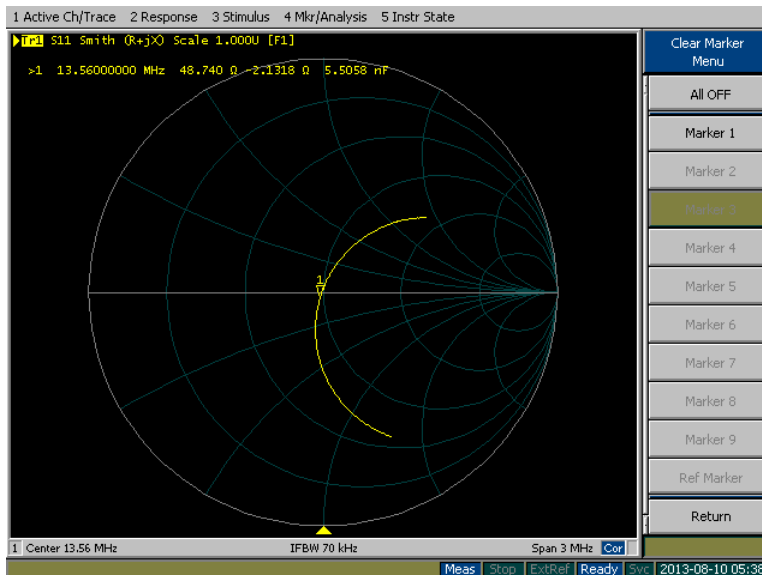 1 Active Ch/Trace 2 Response 3 Stimulus 4 Mkr/Analysis 5 Instr State
Tr1 S11 Smith (R+jX) Scale 1.000U [F1]
>1 13.56000000 MHz 48.740 Ω -2.1318 Ω 5.5058 nF
1
Clear Marker
Menu
All OFF
Marker 1
Marker 2
Marker 3
Marker 4
Marker 5
Marker 6
Marker 7
Marker 8
Marker 9
Ref Marker
Return
1 Center 13.56 MHz IFBW 70 kHz Span 3 MHz Cor
Meas Stop ExtRef Ready Svc 2013-08-10 05:38